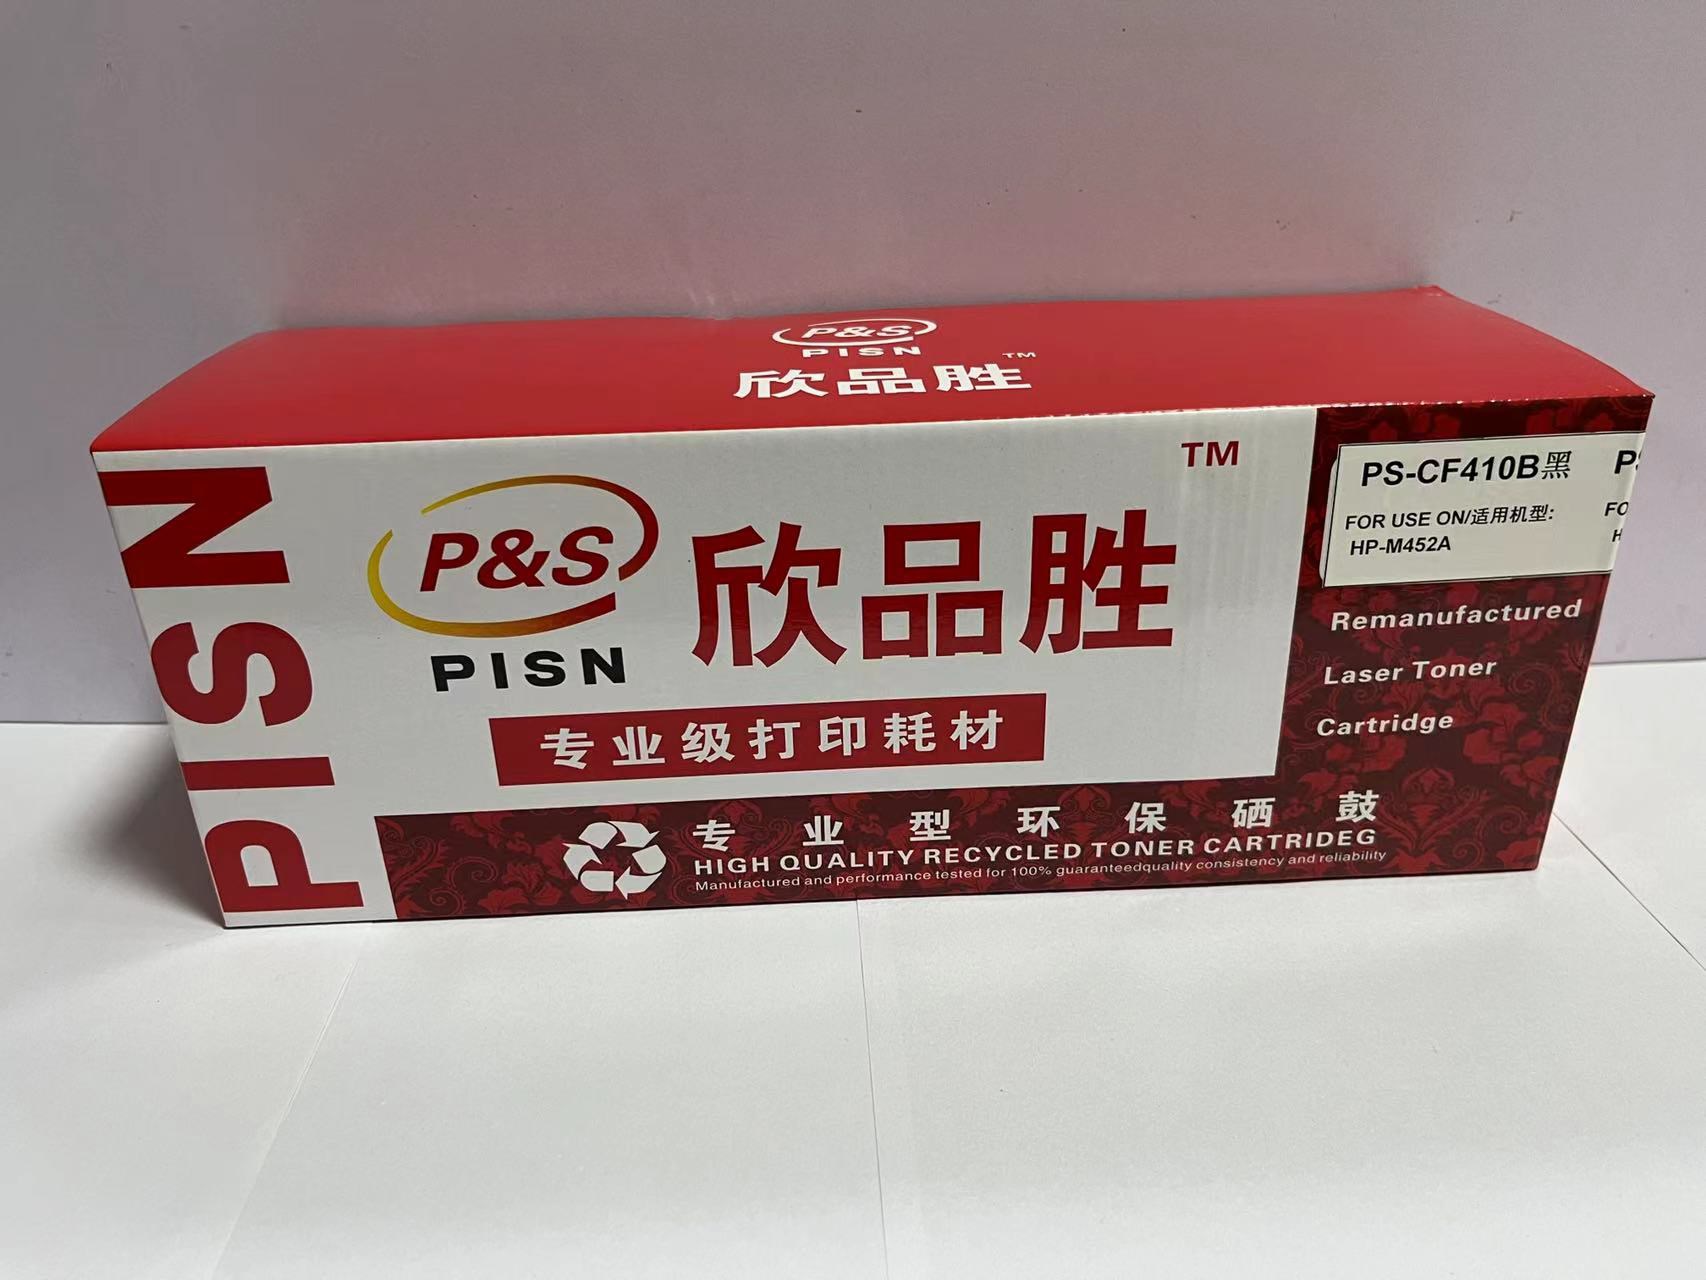 P&S
PISN
欣品胜
TM
PISN
P&S
PISN
欣品胜
TM
专业级打印耗材
专业型环保硒鼓
HIGH QUALITY RECYCLED TONER CARTRIDEG
Manufactured and performance tested for 100% guaranteedquality consistency and reliability
PS-CF410B黑
FOR USE ON/适用机型:
HP-M452A
Remanufactured
Laser Toner
Cartridge